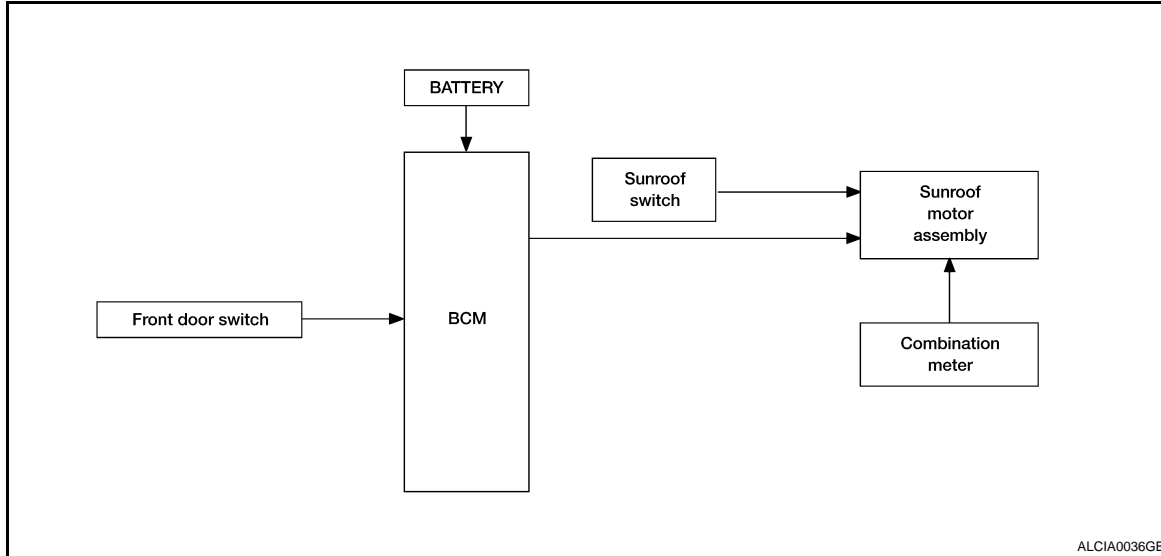 BATTERY
Sunroof
switch
Sunroof
motor
assembly
Front door switch
BCM
Combination
meter
ALCIA0036GB